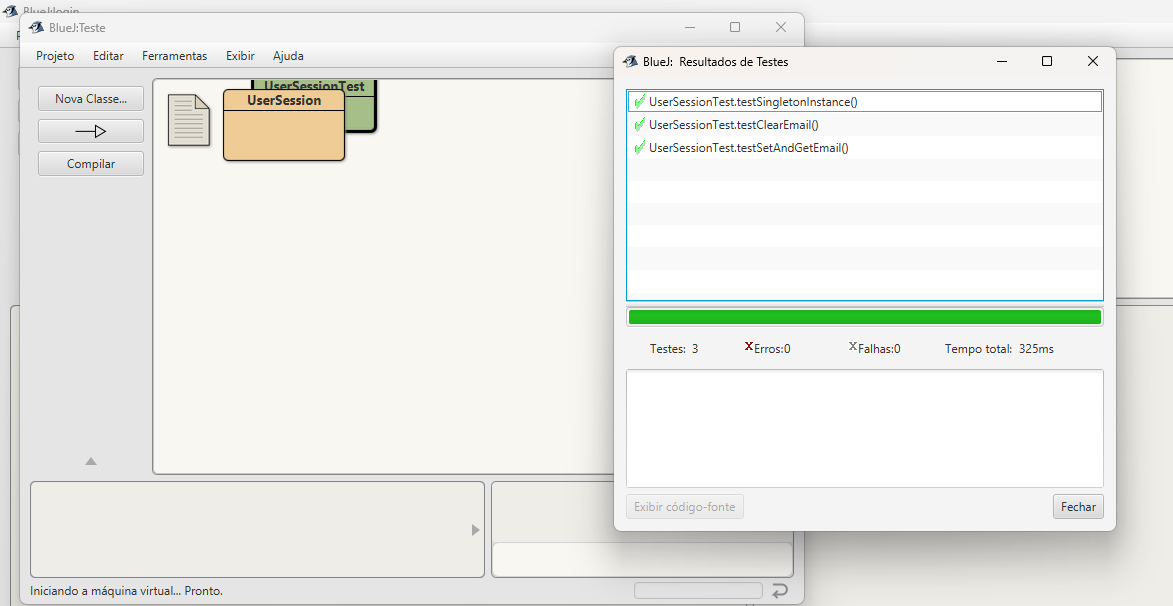 BlueJ:login
BlueJ:Teste
Projeto Editar Ferramentas Exibir Ajuda
Nova Classe...
Compilar
UserSessionTest
UserSession
Iniciando a máquina virtual... Pronto.
BlueJ: Resultados de Testes
UserSessionTest.testSingletonInstance()
UserSessionTest.testClearEmail()
UserSessionTest.testSetAndGetEmail()
Testes: 3 XErros:0 XFalhas:0 Tempo total: 325ms
Exibir código-fonte Fechar